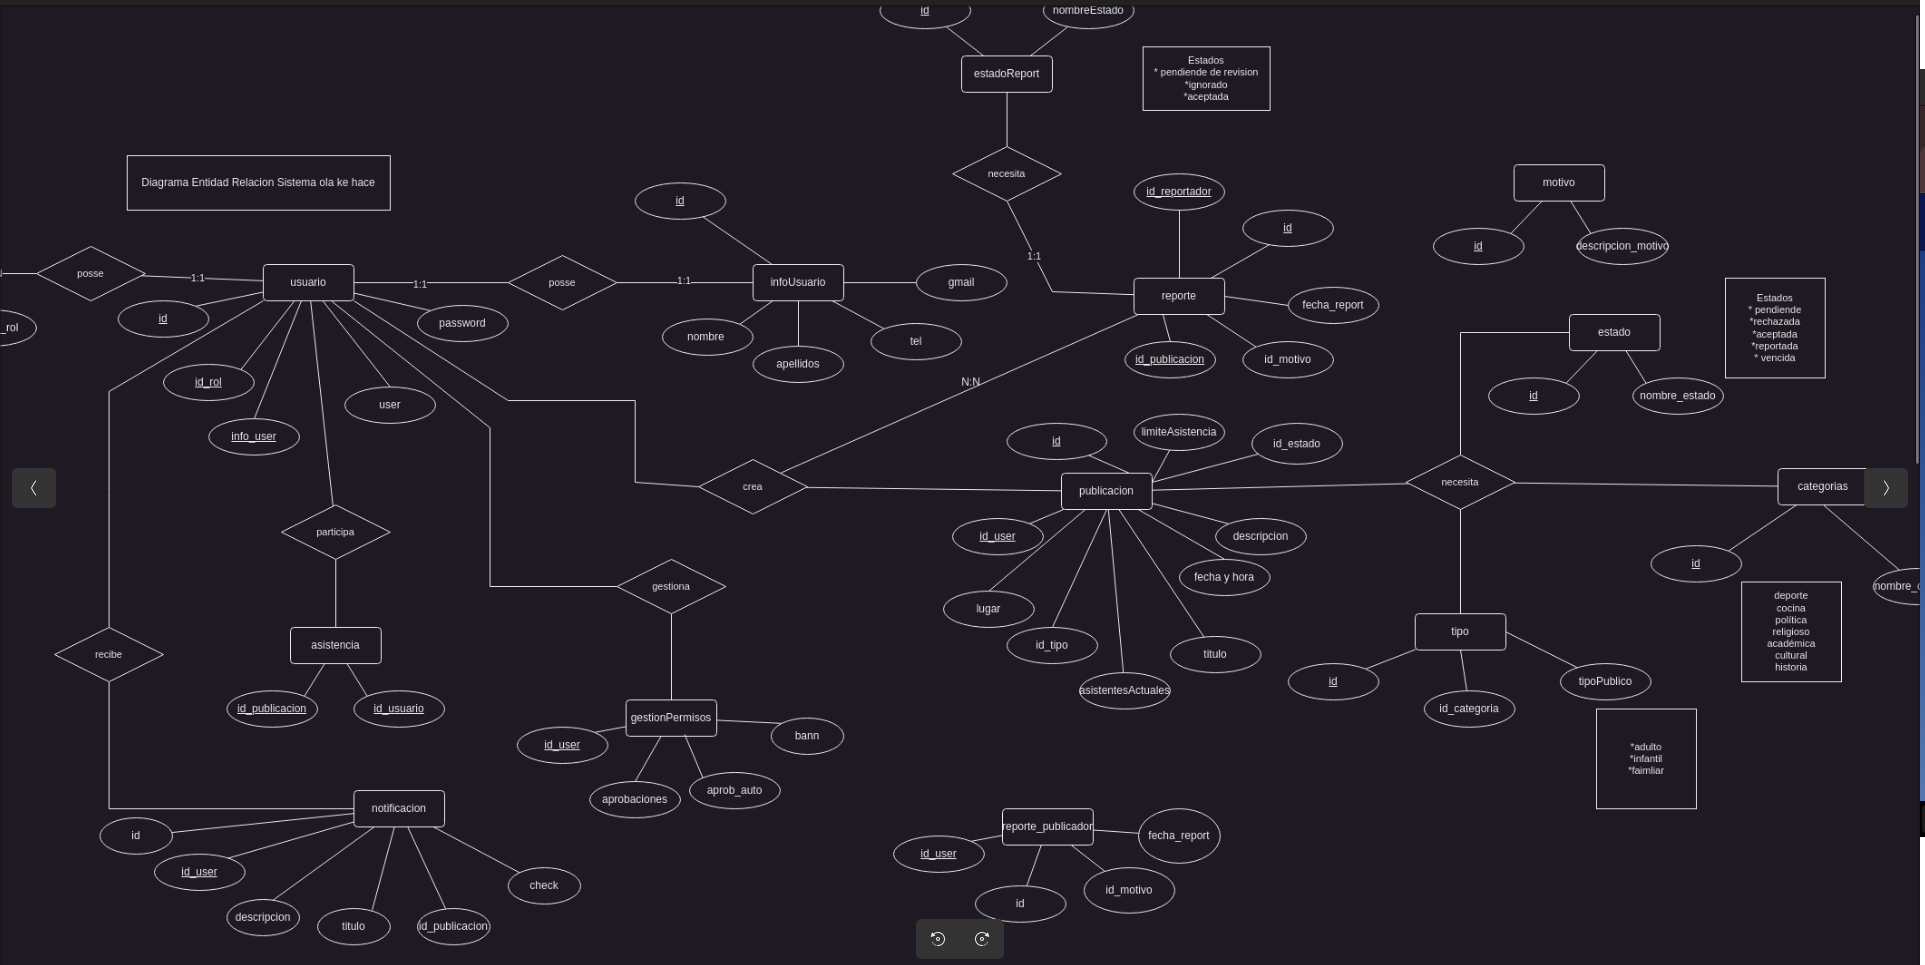 id
nombreEstado
estadoReport
Estados
* pendiende de revision
*ignorado
*aceptada
Diagrama Entidad Relacion Sistema ola ke hace
necesita
motivo
id_reportador
id
id
descripcion_motivo
id
1:1
posse
1:1
usuario
1:1
posse
1:1
infoUsuario
gmail
reporte
fecha_report
Estados
* pendiende
*rechazada
*aceptada
*reportada
* vencida
_rol
id
password
nombre
tel
apellidos
id_publicacion
id_motivo
estado
id_rol
user
info_user
N:N
id
nombre_estado
id
limiteAsistencia
id_estado
crea
publicacion
necesita
categorias
participa
id_user
descripcion
fecha y hora
id
nombre_c
gestiona
lugar
deporte
cocina
política
religioso
académica
cultural
historia
recibe
asistencia
id_tipo
titulo
tipo
id_publicacion
id_usuario
asistentesActuales
id
id_categoria
tipoPublico
gestionPermisos
id_user
bann
aprobaciones
aprob_auto
*adulto
*infantil
*faimliar
notificacion
id
id_user
descripcion
titulo
id_publicacion
check
reporte_publicador
fecha_report
id_user
id
id_motivo